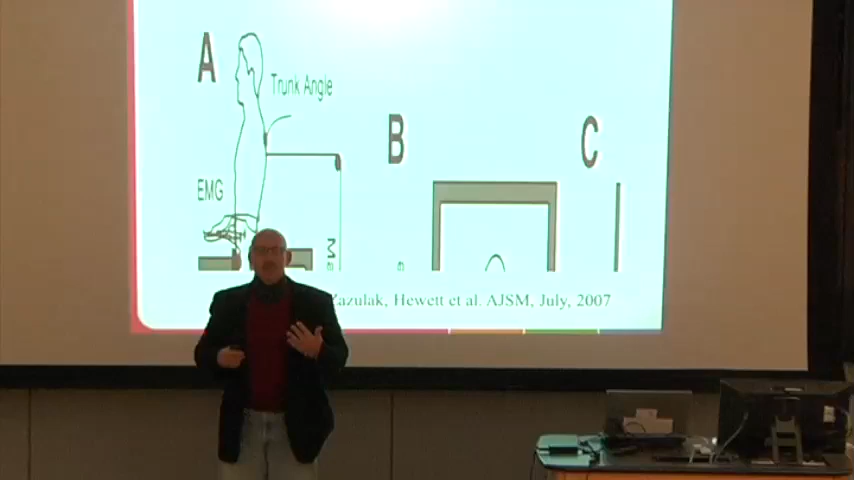 A
Trunk Angle
B
C
EMG
Zazulak, Hewett et al. AJSM, July, 2007